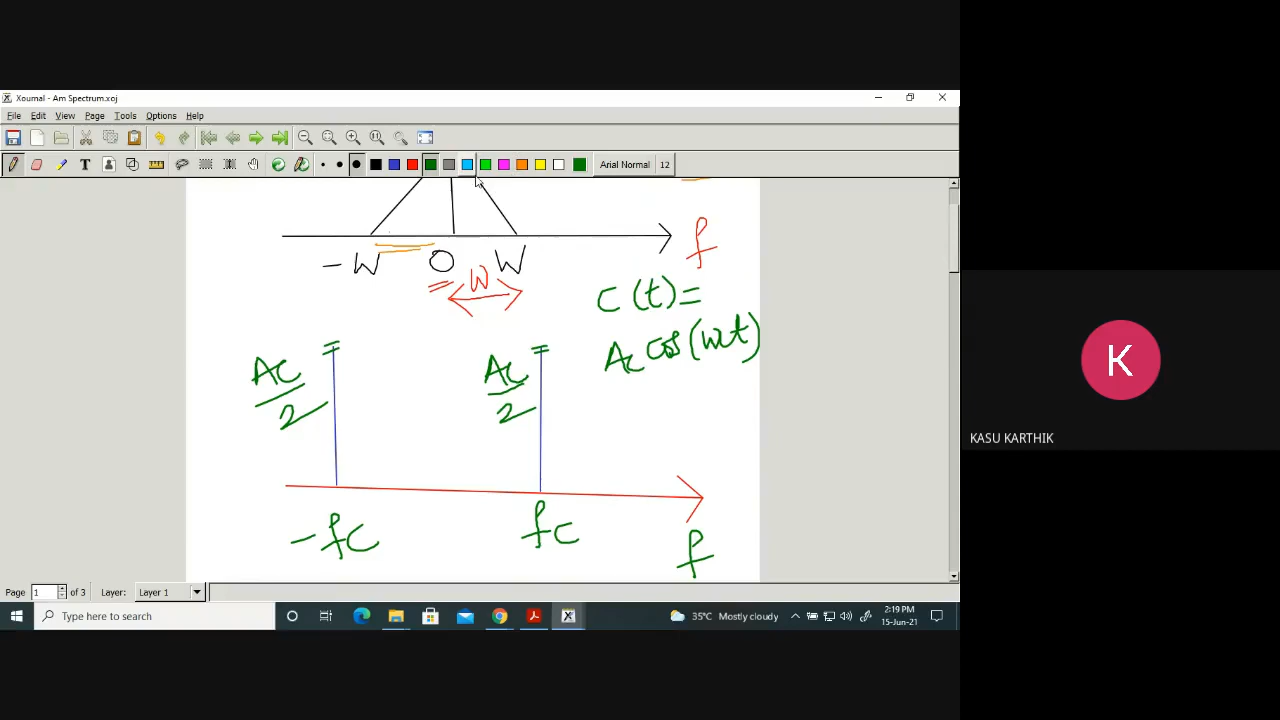 Xournal - Am Spectrum.xoj
File Edit View Page Tools Options Help
T Arial Normal 12
-W O W f
W
C(t)=
Ac cos(wct)
Ac/2 Ac/2
-fc fc f
Page 1 of 3 Layer: Layer 1
Type here to search 35°C Mostly cloudy 2:19 PM
15-Jun-21
K
KASU KARTHIK